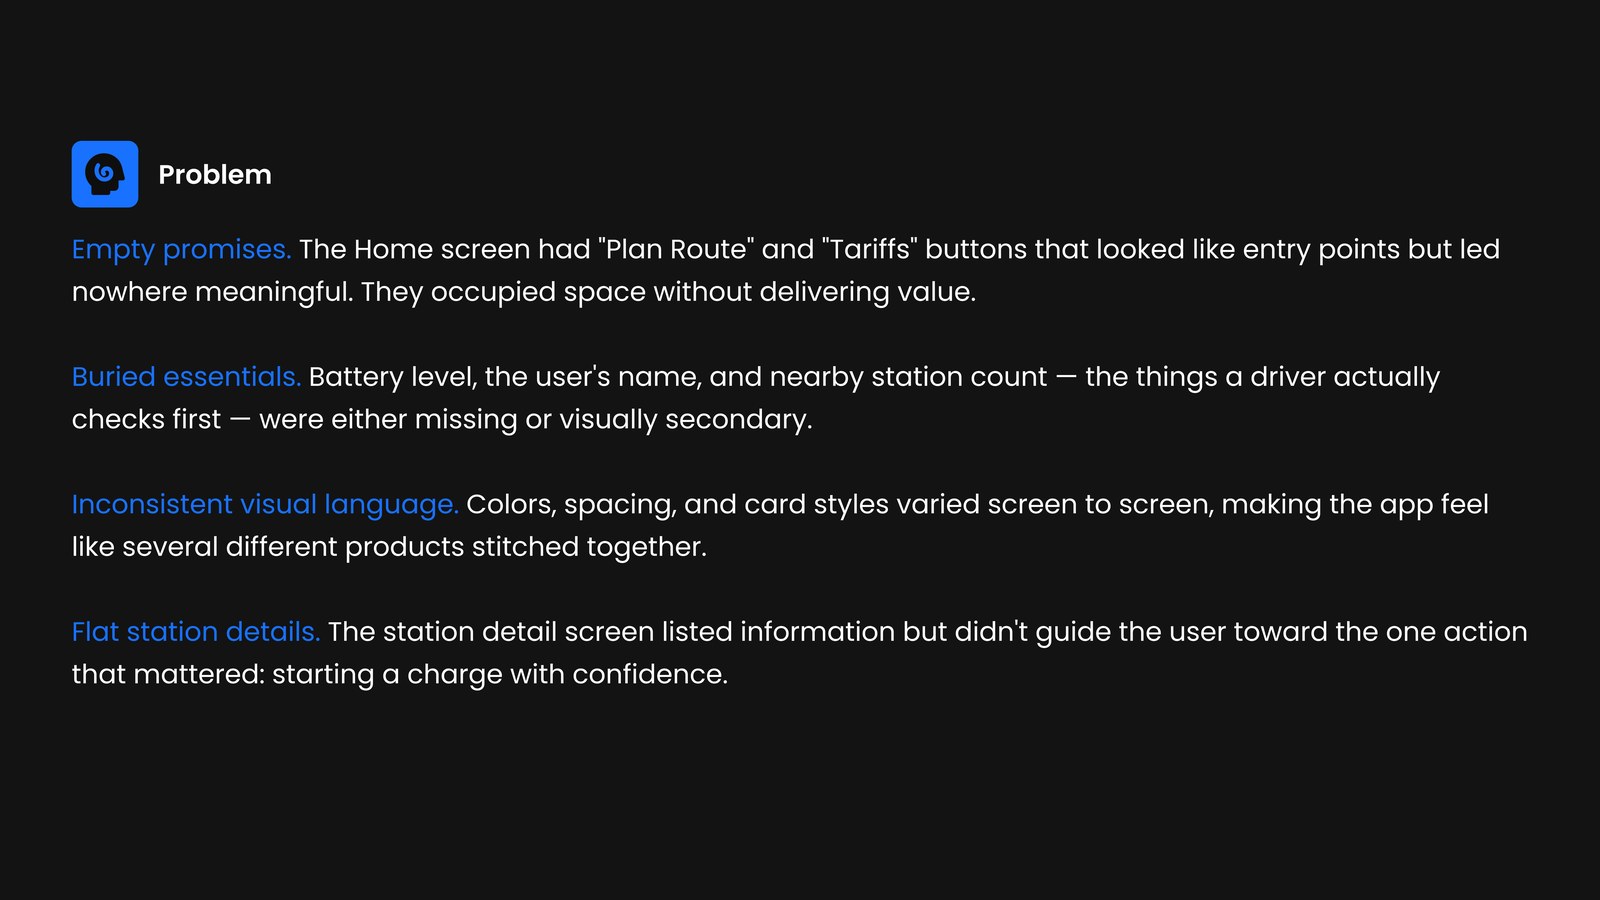 Problem
Empty promises. The Home screen had "Plan Route" and "Tariffs" buttons that looked like entry points but led
nowhere meaningful. They occupied space without delivering value.
Buried essentials. Battery level, the user's name, and nearby station count — the things a driver actually
checks first — were either missing or visually secondary.
Inconsistent visual language. Colors, spacing, and card styles varied screen to screen, making the app feel
like several different products stitched together.
Flat station details. The station detail screen listed information but didn't guide the user toward the one action
that mattered: starting a charge with confidence.